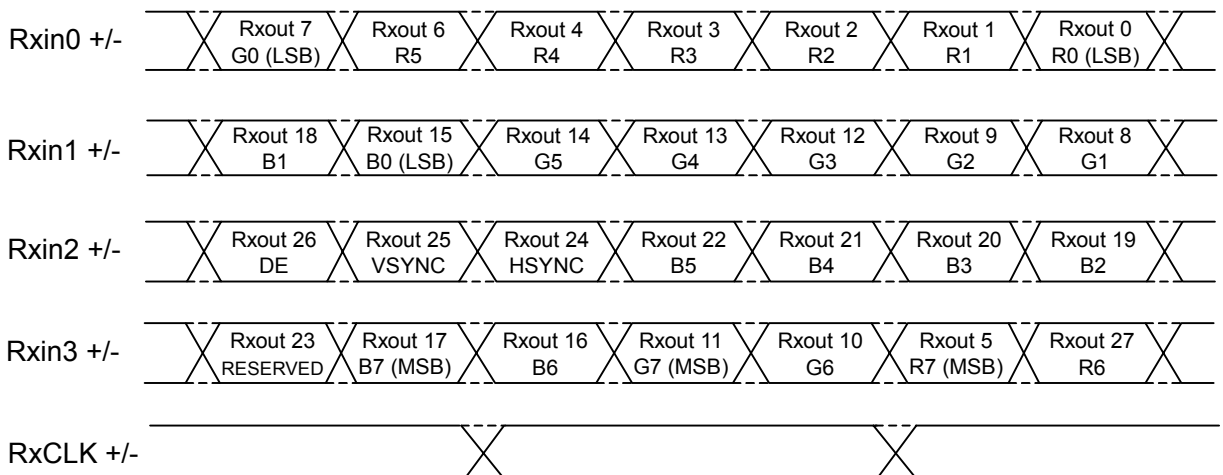 Rxin0 +/-
Rxout 7 Rxout 6 Rxout 4 Rxout 3 Rxout 2 Rxout 1 Rxout 0
G0 (LSB) R5 R4 R3 R2 R1 R0 (LSB)
Rxin1 +/-
Rxout 18 Rxout 15 Rxout 14 Rxout 13 Rxout 12 Rxout 9 Rxout 8
B1 B0 (LSB) G5 G4 G3 G2 G1
Rxin2 +/-
Rxout 26 Rxout 25 Rxout 24 Rxout 22 Rxout 21 Rxout 20 Rxout 19
DE VSYNC HSYNC B5 B4 B3 B2
Rxin3 +/-
Rxout 23 Rxout 17 Rxout 16 Rxout 11 Rxout 10 Rxout 5 Rxout 27
RESERVED B7 (MSB) B6 G7 (MSB) G6 R7 (MSB) R6
RxCLK +/-